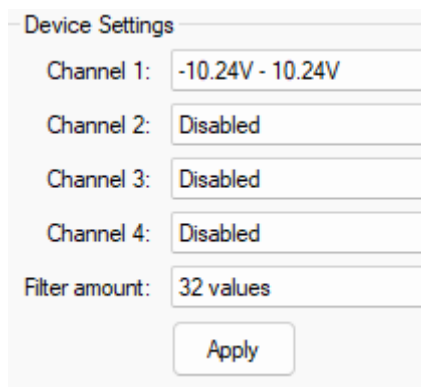 Device Settings
Channel 1: -10.24V - 10.24V
Channel 2: Disabled
Channel 3: Disabled
Channel 4: Disabled
Filter amount: 32 values
Apply